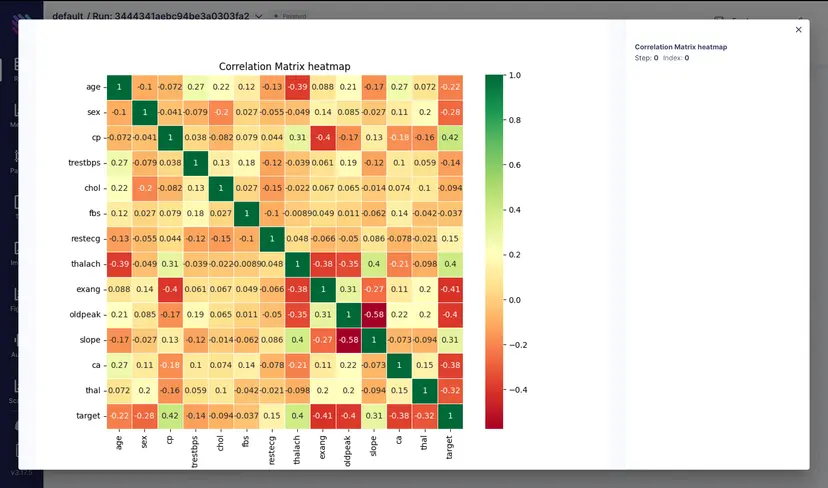 default / Run: 3444341aebc94be3a0303fa2
Correlation Matrix heatmap
Step: 0 Index: 0
Correlation Matrix heatmap
age 1 -0.1 -0.072 0.27 0.22 0.12 -0.13 -0.39 0.088 0.21 -0.17 0.27 0.072 -0.22
sex -0.1 1 -0.041 -0.079 -0.2 0.027 -0.055 -0.049 0.14 0.085 -0.027 0.11 0.2 -0.28
cp -0.072 -0.041 1 0.038 -0.082 0.079 0.044 0.31 -0.4 -0.17 0.13 -0.18 -0.16 0.42
trestbps 0.27 -0.079 0.038 1 0.13 0.18 -0.12 -0.039 0.061 0.19 -0.12 0.1 0.059 -0.14
chol 0.22 -0.2 -0.082 0.13 1 0.027 -0.15 -0.022 0.067 0.065 -0.014 0.074 0.1 -0.094
fbs 0.12 0.027 0.079 0.18 0.027 1 -0.1 -0.0089 0.049 0.011 -0.062 0.14 -0.042 -0.037
restecg -0.13 -0.055 0.044 -0.12 -0.15 -0.1 1 0.048 -0.066 -0.05 0.086 -0.078 -0.021 0.15
thalach -0.39 -0.049 0.31 -0.039 -0.022 -0.0089 0.048 1 -0.38 -0.35 0.4 -0.21 -0.098 0.4
exang 0.088 0.14 -0.4 0.061 0.067 0.049 -0.066 -0.38 1 0.31 -0.27 0.11 0.2 -0.41
oldpeak 0.21 0.085 -0.17 0.19 0.065 0.011 -0.05 -0.35 0.31 1 -0.58 0.22 0.2 -0.4
slope -0.17 -0.027 0.13 -0.12 -0.014 -0.062 0.086 0.4 -0.27 -0.58 1 -0.073 -0.094 0.31
ca 0.27 0.11 -0.18 0.1 0.074 0.14 -0.078 -0.21 0.11 0.22 -0.073 1 0.15 -0.38
thal 0.072 0.2 -0.16 0.059 0.1 -0.042 -0.021 -0.098 0.2 0.2 -0.094 0.15 1 -0.32
target -0.22 -0.28 0.42 -0.14 -0.094 -0.037 0.15 0.4 -0.41 -0.4 0.31 -0.38 -0.32 1
age sex cp trestbps chol fbs restecg thalach exang oldpeak slope ca thal target
1.0
0.8
0.6
0.4
0.2
0.0
−0.2
−0.4